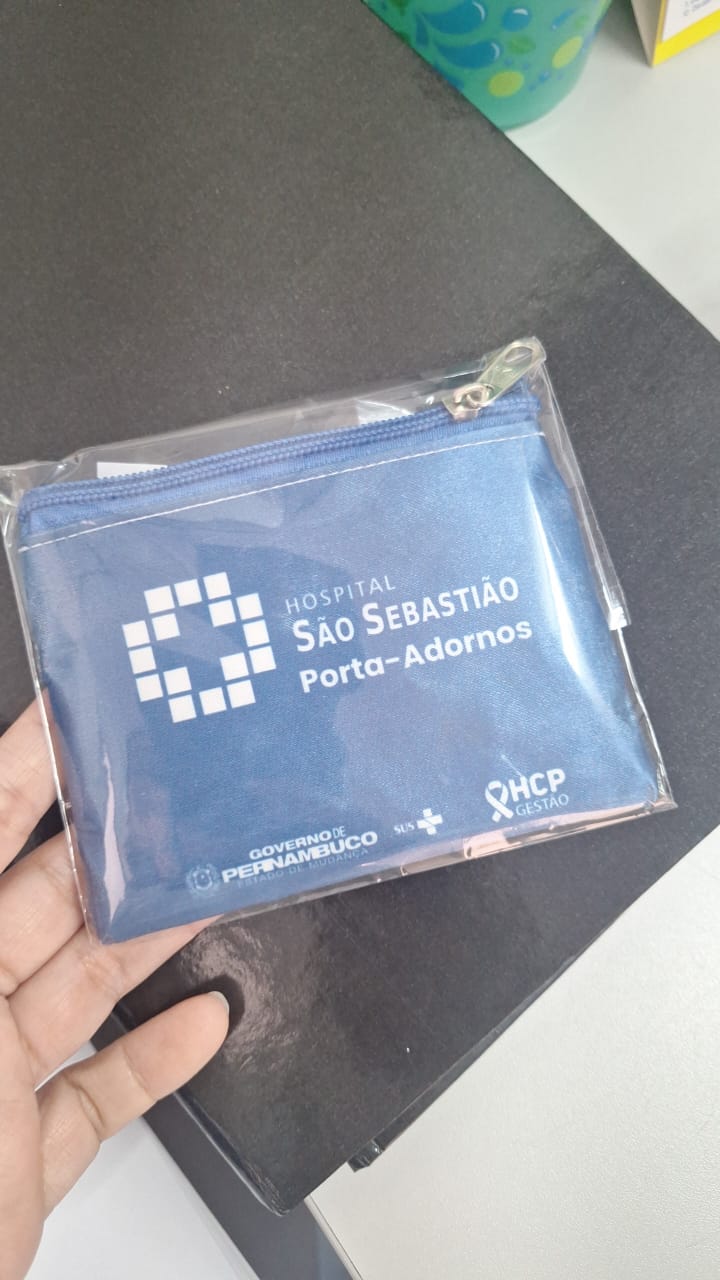 HOSPITAL
SÃO SEBASTIÃO
Porta-Adornos
GOVERNO DE
PERNAMBUCO
ESTADO DE MUDANÇA
SUS
HCP
GESTÃO